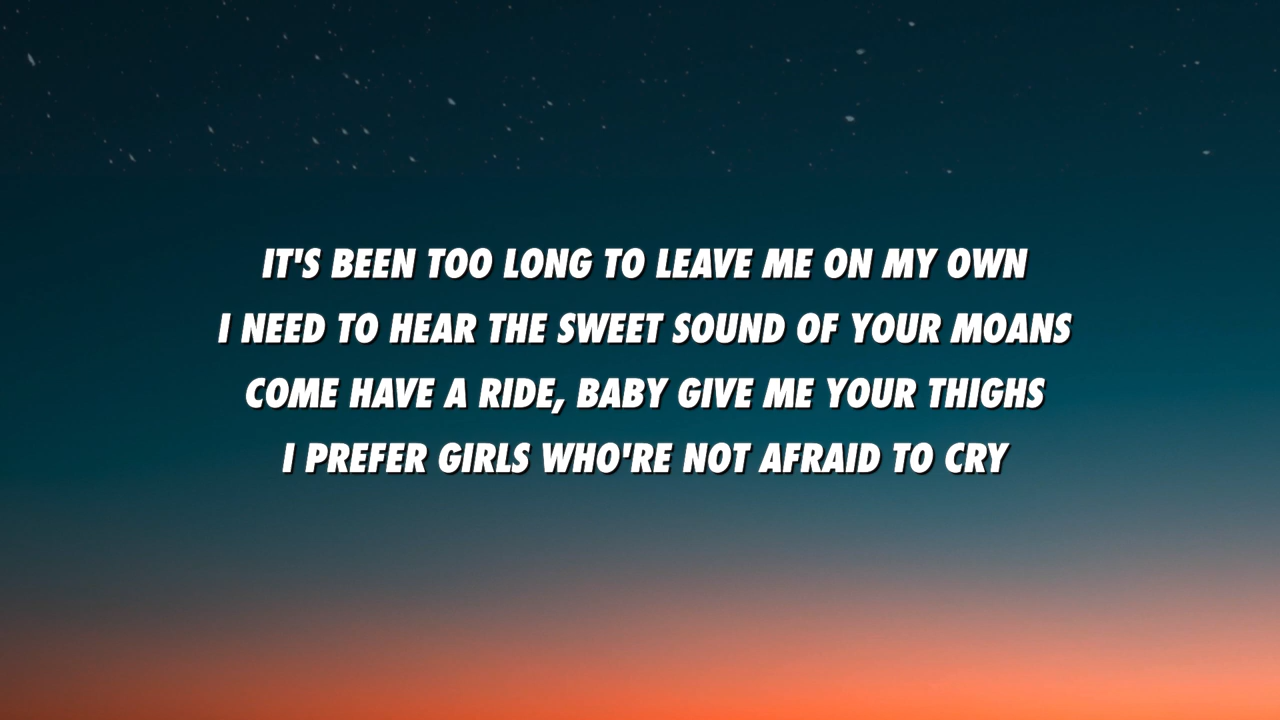 IT'S BEEN TOO LONG TO LEAVE ME ON MY OWN
I NEED TO HEAR THE SWEET SOUND OF YOUR MOANS
COME HAVE A RIDE, BABY GIVE ME YOUR THIGHS
I PREFER GIRLS WHO'RE NOT AFRAID TO CRY